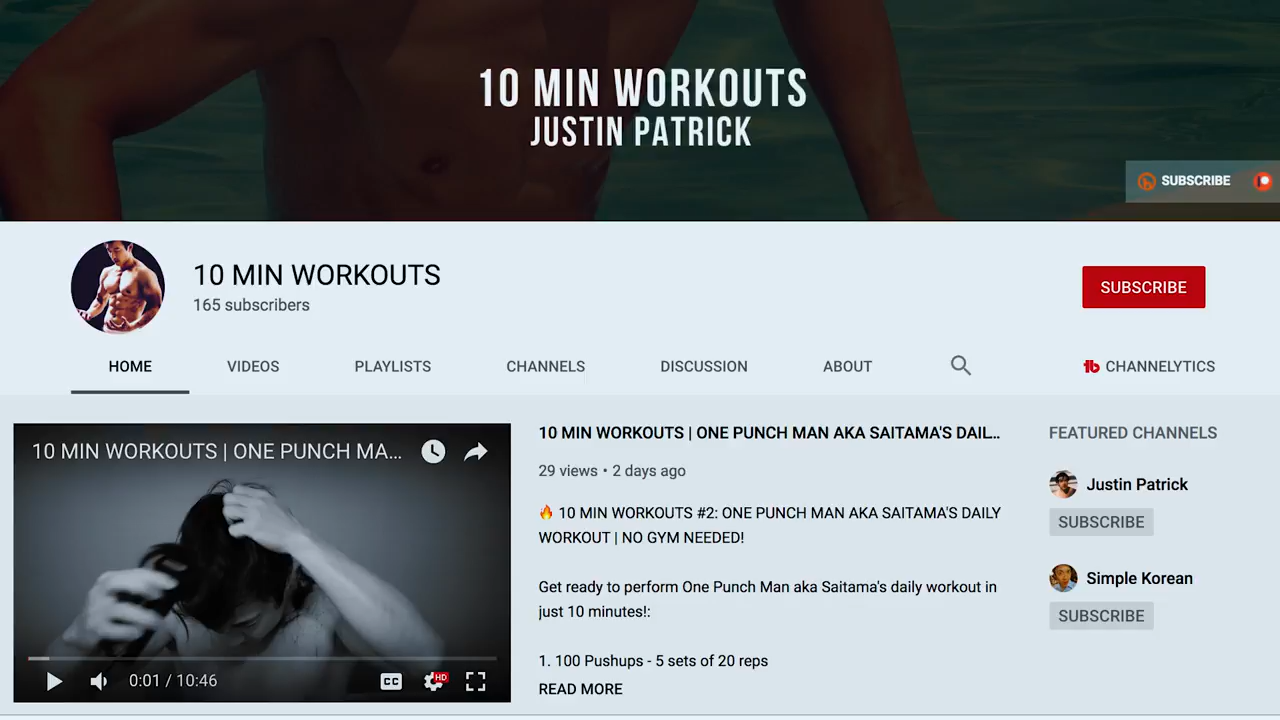 10 MIN WORKOUTS
JUSTIN PATRICK
SUBSCRIBE
10 MIN WORKOUTS
165 subscribers
SUBSCRIBE
HOME VIDEOS PLAYLISTS CHANNELS DISCUSSION ABOUT CHANNELYTICS
10 MIN WORKOUTS | ONE PUNCH MA...
0:01 / 10:46
CC
HD
10 MIN WORKOUTS | ONE PUNCH MAN AKA SAITAMA'S DAIL..
29 views • 2 days ago
🔥 10 MIN WORKOUTS #2: ONE PUNCH MAN AKA SAITAMA'S DAILY
WORKOUT | NO GYM NEEDED!
Get ready to perform One Punch Man aka Saitama's daily workout in
just 10 minutes!:
1. 100 Pushups - 5 sets of 20 reps
READ MORE
FEATURED CHANNELS
Justin Patrick
SUBSCRIBE
Simple Korean
SUBSCRIBE